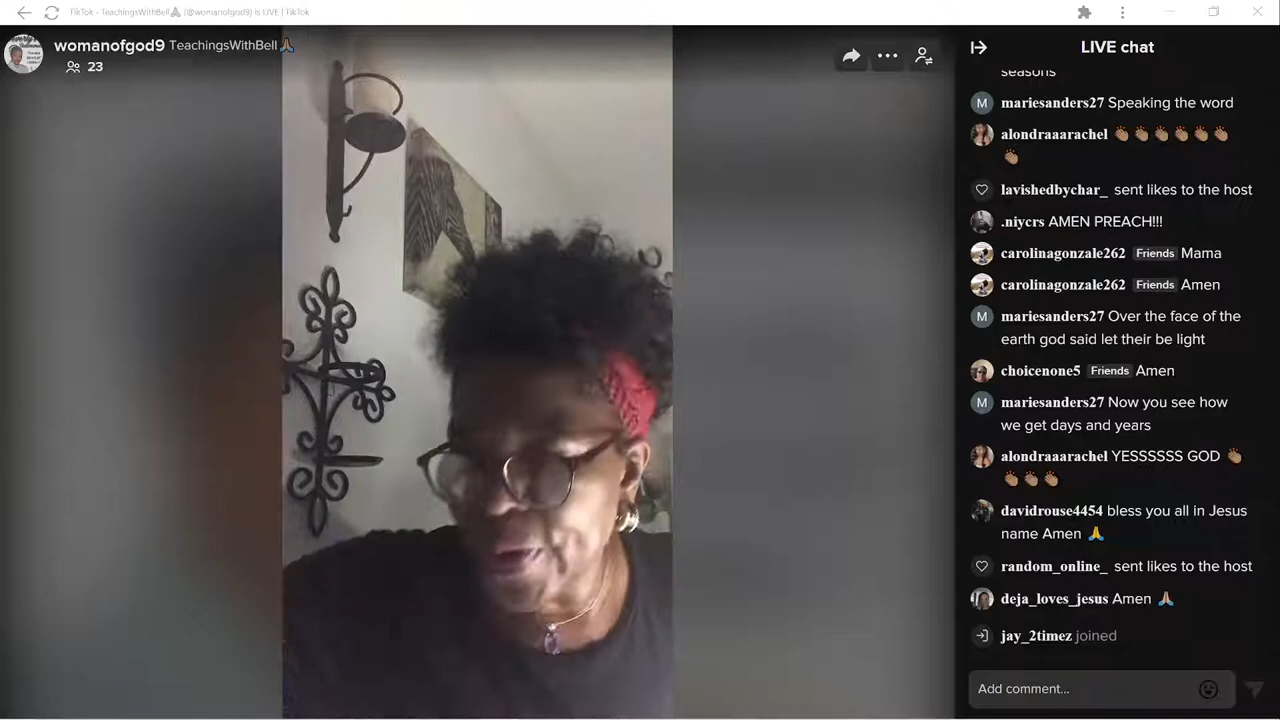 TikTok - TeachingsWithBell🙏 (@womanofgod9) is LIVE | TikTok
womanofgod9 TeachingsWithBell🙏
23
LIVE chat
seasons
M mariesanders27 Speaking the word
alondraaarachel 👏🏽👏🏽👏🏽👏🏽👏🏽👏🏽
👏🏽
lavishedbychar_ sent likes to the host
.niycrs AMEN PREACH!!!
carolinagonzale262 Friends Mama
carolinagonzale262 Friends Amen
M mariesanders27 Over the face of the
earth god said let their be light
choicenone5 Friends Amen
M mariesanders27 Now you see how
we get days and years
alondraaarachel YESSSSSS GOD 👏🏽
👏🏽👏🏽👏🏽
davidrouse4454 bless you all in Jesus
name Amen 🙏
random_online_ sent likes to the host
deja_loves_jesus Amen 🙏🏽
jay_2timez joined
Add comment...